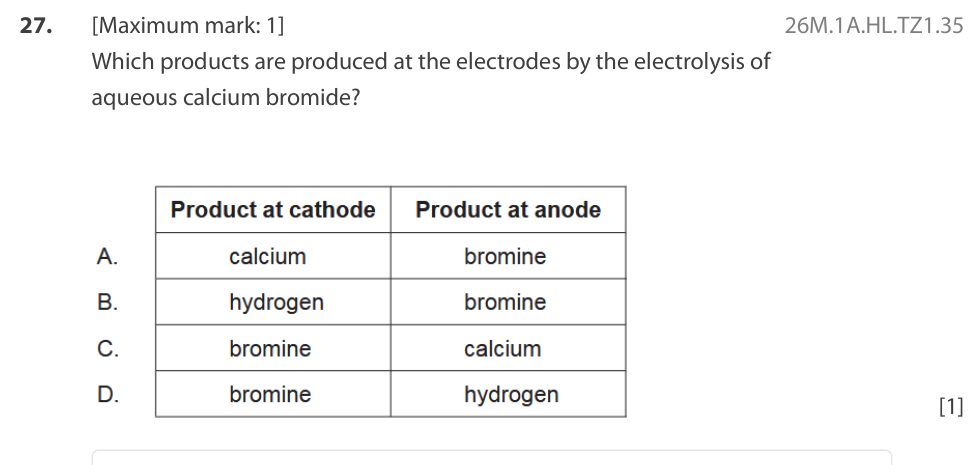 27. [Maximum mark: 1] 26M.1A.HL.TZ1.35
Which products are produced at the electrodes by the electrolysis of
aqueous calcium bromide?
Product at cathode Product at anode
A. calcium bromine
B. hydrogen bromine
C. bromine calcium
D. bromine hydrogen
[1]